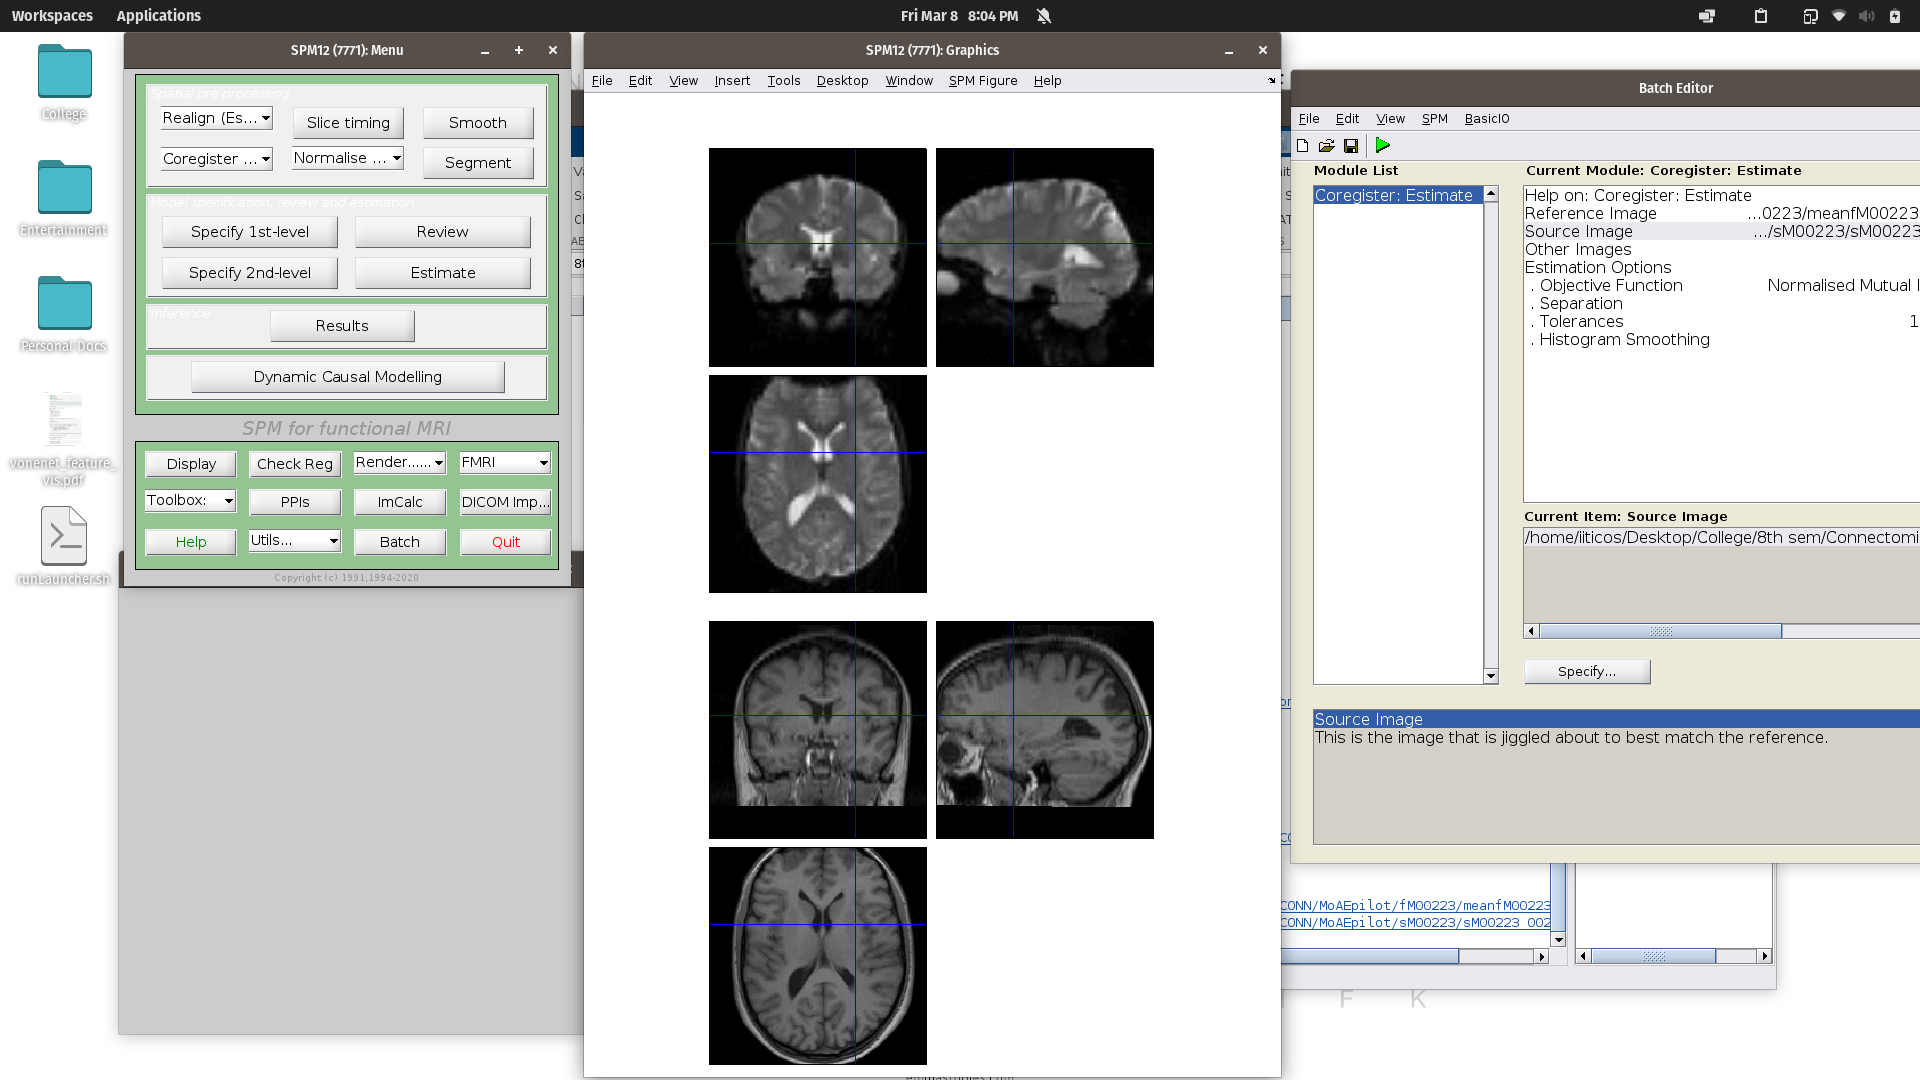 Workspaces Applications
Fri Mar 8 8:04 PM
College
Entertainment
Personal Docs
vonenet_feature_
vis.pdf
runLauncher.sh
SPM12 (7771): Menu
Spatial pre-processing
Realign (Es...
Slice timing
Smooth
Coregister ...
Normalise ...
Segment
Model specification, review and estimation
Specify 1st-level
Review
Specify 2nd-level
Estimate
Inference
Results
Dynamic Causal Modelling
SPM for functional MRI
Display
Check Reg
Render......
FMRI
Toolbox:
PPIs
ImCalc
DICOM Imp...
Help
Utils...
Batch
Quit
Copyright (c) 1991,1994-2020
SPM12 (7771): Graphics
File Edit View Insert Tools Desktop Window SPM Figure Help
Batch Editor
File Edit View SPM BasicIO
Module List
Coregister: Estimate
Current Module: Coregister: Estimate
Help on: Coregister: Estimate
Reference Image ...0223/meanfM00223
Source Image .../sM00223/sM00223
Other Images
Estimation Options
. Objective Function Normalised Mutual I
. Separation
. Tolerances 1
. Histogram Smoothing
Current Item: Source Image
/home/iiticos/Desktop/College/8th sem/Connectomi
Specify...
Source Image
This is the image that is jiggled about to best match the reference.
CONN/MoAEpilot/fM00223/meanfM00223
CONN/MoAEpilot/sM00223/sM00223_002
F K